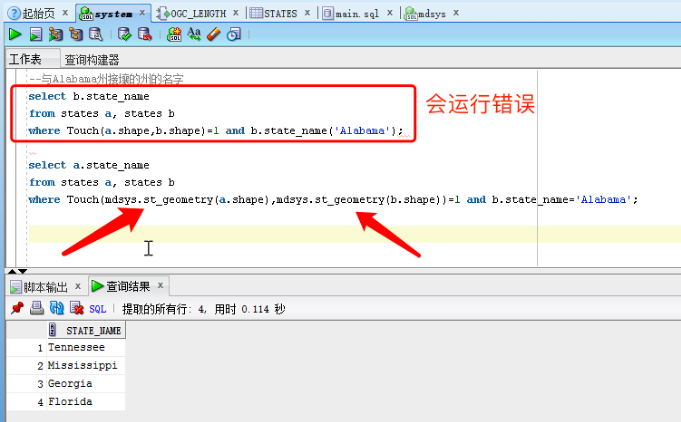 起始页 system OGC_LENGTH STATES main.sql mdsys
工作表 查询构建器
--与Alabama州接壤的州的名字
select b.state_name
from states a, states b
where Touch(a.shape,b.shape)=1 and b.state_name('Alabama');
会运行错误
select a.state_name
from states a, states b
where Touch(mdsys.st_geometry(a.shape),mdsys.st_geometry(b.shape))=1 and b.state_name='Alabama';
脚本输出 x 查询结果 x
SQL | 提取的所有行: 4, 用时 0.114 秒
STATE_NAME
1 Tennessee
2 Mississippi
3 Georgia
4 Florida